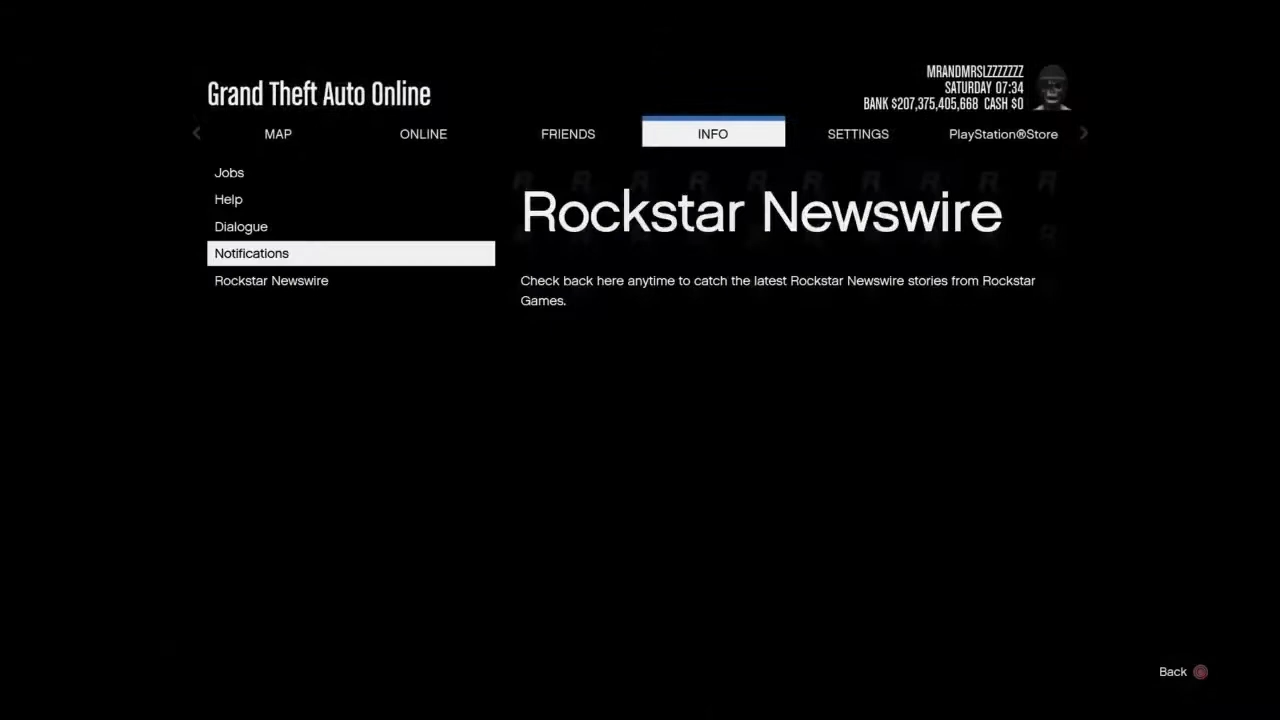 Grand Theft Auto Online
MRANDMRSLZZZZZZZ
SATURDAY 07:34
BANK $207,375,405,668 CASH $0
MAP ONLINE FRIENDS INFO SETTINGS PlayStation®Store
Jobs
Help
Dialogue
Notifications
Rockstar Newswire
Rockstar Newswire
Check back here anytime to catch the latest Rockstar Newswire stories from Rockstar
Games.
Back